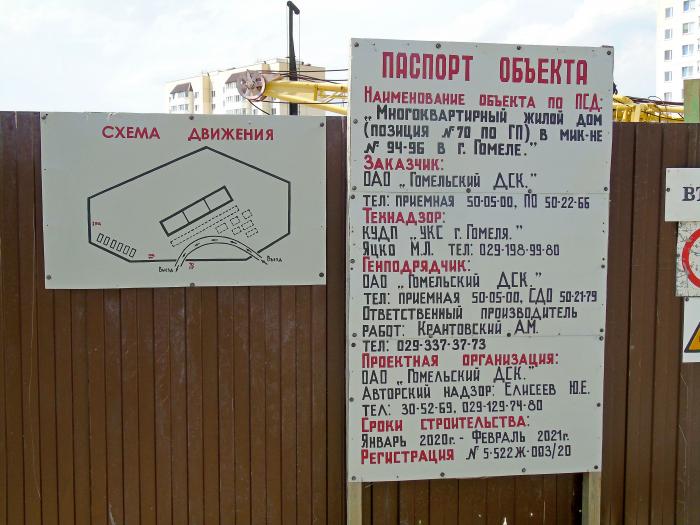 СХЕМА ДВИЖЕНИЯ
Въезд
Выезд
ПАСПОРТ ОБЪЕКТА
Наименование объекта по ПСД:
"Многоквартирный жилой дом
(позиция №70 по ГП) в мик-не
№ 94-96 в г. Гомеле."
Заказчик:
ОАО "Гомельский ДСК."
тел: приемная 50-05-00, ПО 50-22-66
Технадзор:
КУДП "УКС г. Гомеля."
Яцко М.Л. тел: 029-198-99-80
Генподрядчик:
ОАО "Гомельский ДСК."
тел: приемная 50-05-00, СДО 50-21-79
Ответственный производитель
работ: Крантовский А.М.
тел: 029-337-37-73
Проектная организация:
ОАО "Гомельский ДСК."
Авторский надзор: Елисеев Ю.Е.
тел: 30-52-69, 029-129-74-80
Сроки строительства:
Январь 2020г. - Февраль 2021г.
Регистрация № 5-522Ж-003/20